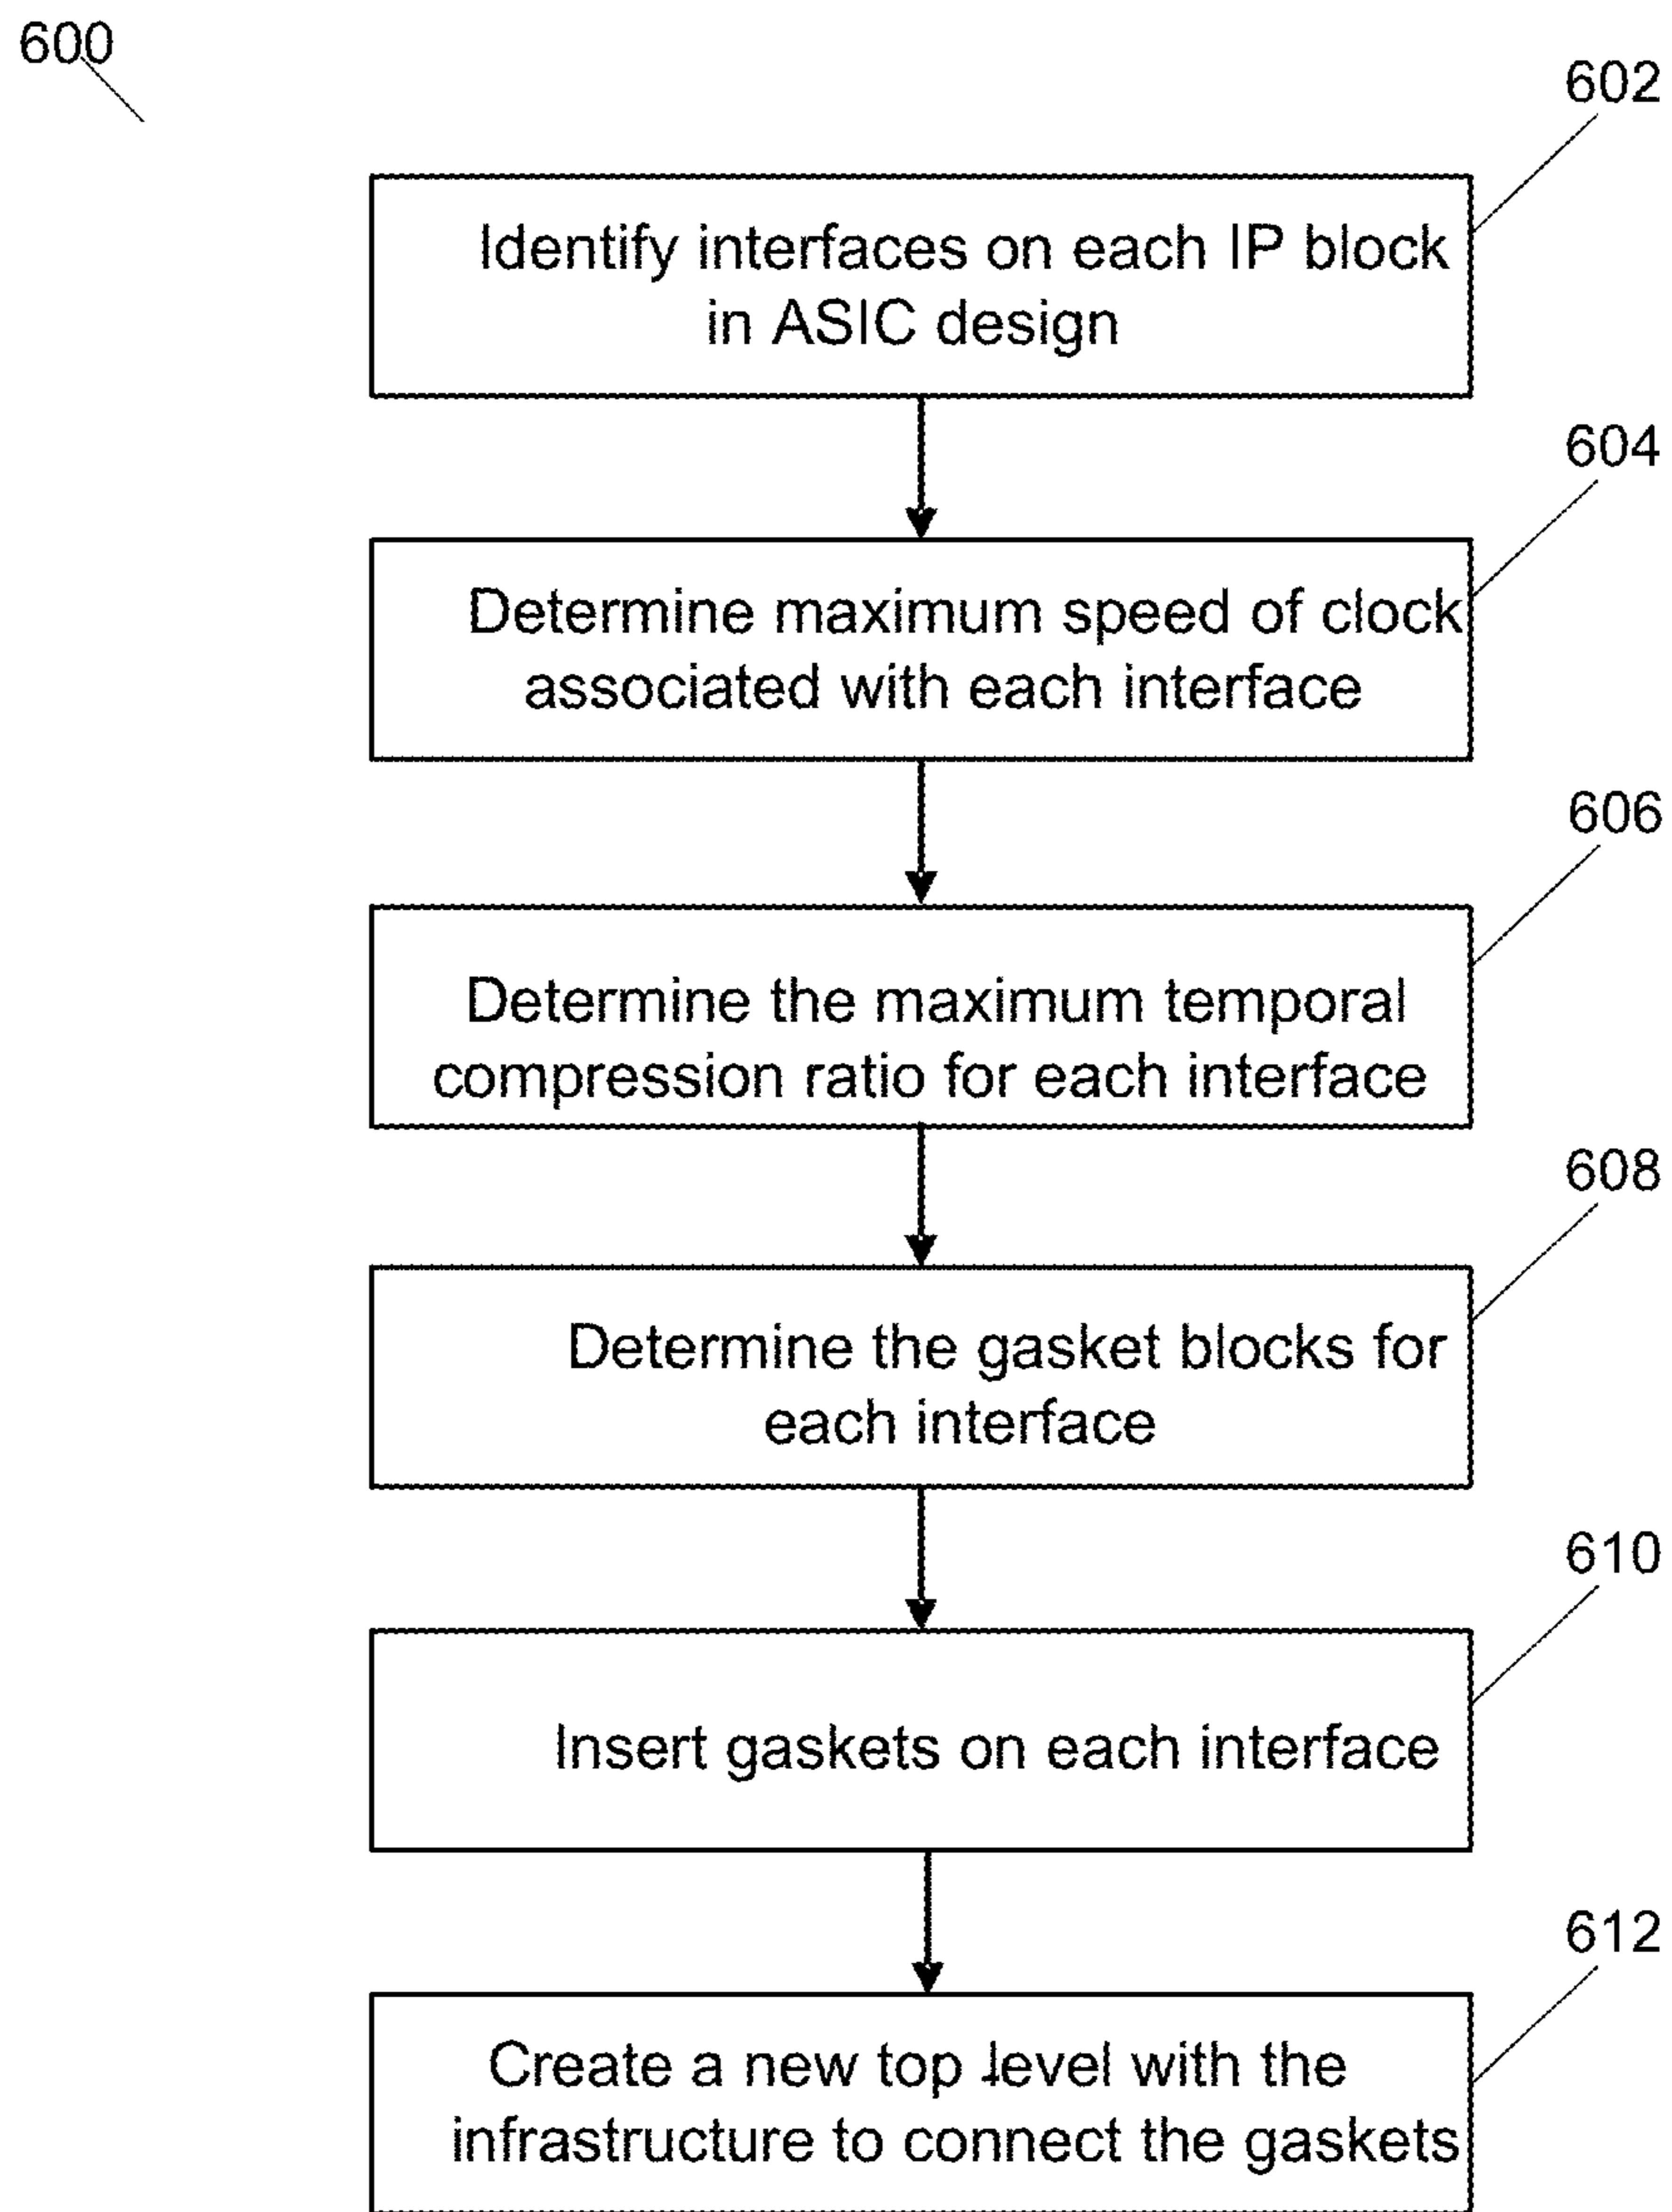 600
602
Identify interfaces on each IP block
in ASIC design
604
Determine maximum speed of clock
associated with each interface
606
Determine the maximum temporal
compression ratio for each interface
608
Determine the gasket blocks for
each interface
610
Insert gaskets on each interface
612
Create a new top level with the
infrastructure to connect the gaskets